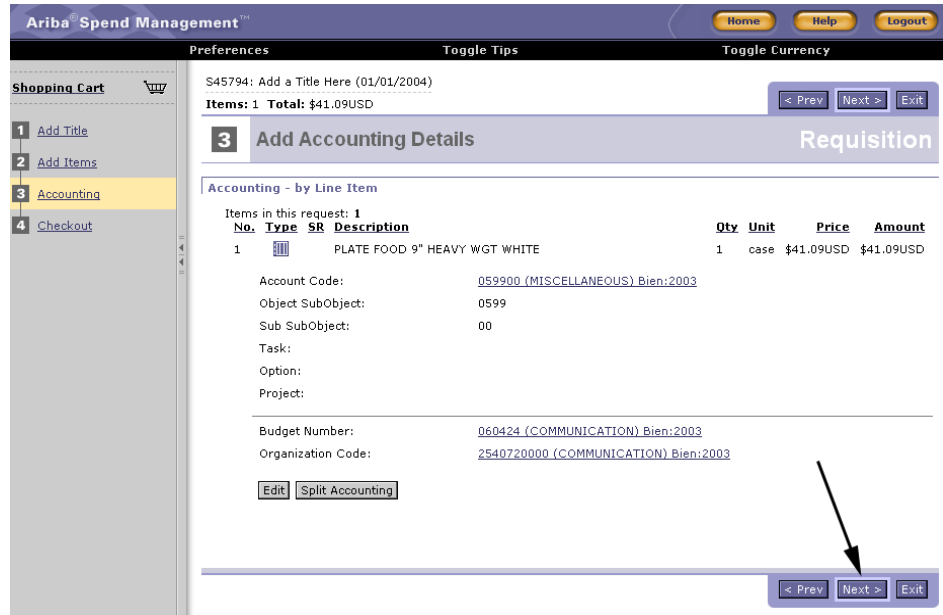 Ariba® Spend Management™
Home Help Logout
Preferences Toggle Tips Toggle Currency
Shopping Cart
1 Add Title
2 Add Items
3 Accounting
4 Checkout
S45794: Add a Title Here (01/01/2004)
Items: 1 Total: $41.09USD
< Prev Next > Exit
3 Add Accounting Details Requisition
Accounting - by Line Item
Items in this request: 1
No. Type SR Description Qty Unit Price Amount
1 PLATE FOOD 9" HEAVY WGT WHITE 1 case $41.09USD $41.09USD
Account Code: 059900 (MISCELLANEOUS) Bien:2003
Object SubObject: 0599
Sub SubObject: 00
Task:
Option:
Project:
Budget Number: 060424 (COMMUNICATION) Bien:2003
Organization Code: 2540720000 (COMMUNICATION) Bien:2003
Edit Split Accounting
< Prev Next > Exit